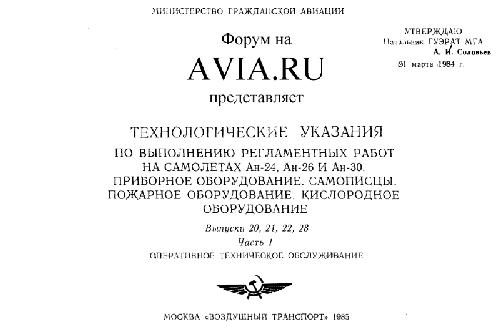 МИНИСТЕРСТВО ГРАЖДАНСКОЙ АВИАЦИИ
УТВЕРЖДАЮ
Начальник ГУЭРАТ МГА
А. И. Соловьев
31 марта 1984 г.
Форум на
AVIA.RU
представляет
ТЕХНОЛОГИЧЕСКИЕ УКАЗАНИЯ
ПО ВЫПОЛНЕНИЮ РЕГЛАМЕНТНЫХ РАБОТ
НА САМОЛЕТАХ Ан-24, Ан-26 И Ан-30.
ПРИБОРНОЕ ОБОРУДОВАНИЕ. САМОПИСЦЫ.
ПОЖАРНОЕ ОБОРУДОВАНИЕ. КИСЛОРОДНОЕ
ОБОРУДОВАНИЕ
Выпуски 20, 21, 22, 28
Часть 1
ОПЕРАТИВНОЕ ТЕХНИЧЕСКОЕ ОБСЛУЖИВАНИЕ
МОСКВА «ВОЗДУШНЫЙ ТРАНСПОРТ» 1985